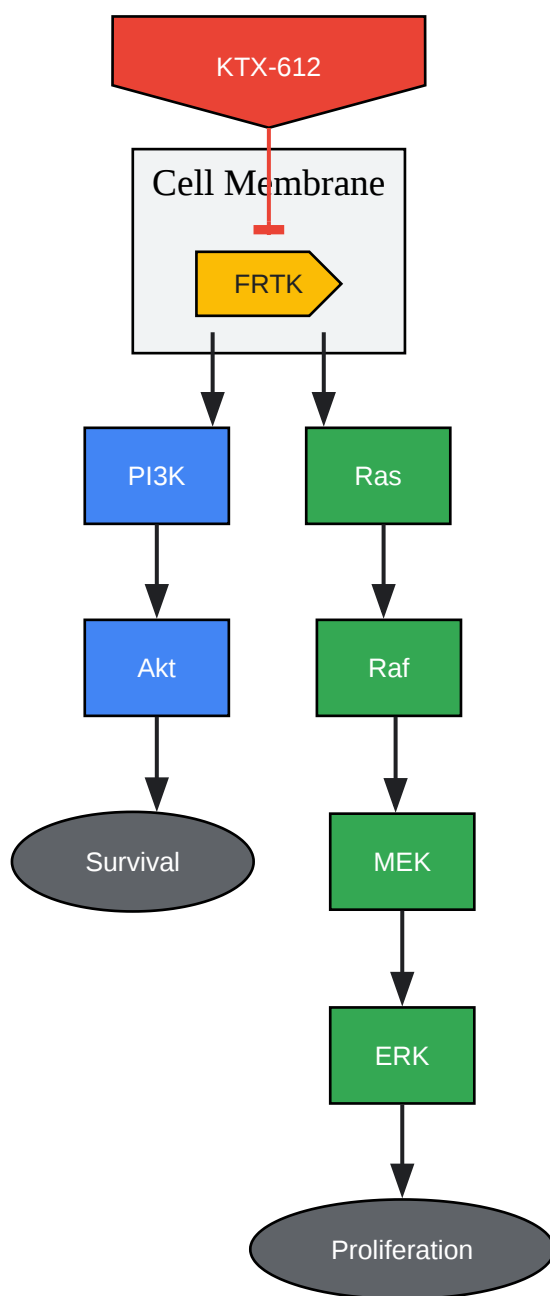 KTX-612
Cell Membrane
FRTK
PI3K
Ras
Akt
Raf
Survival
MEK
ERK
Proliferation